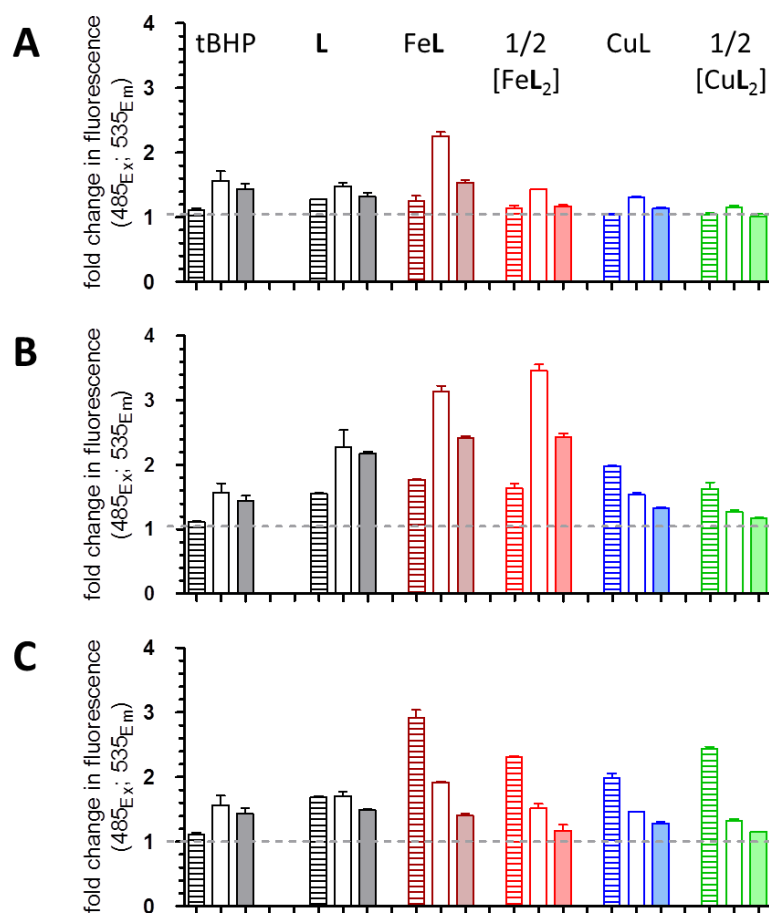 A
tBHP L FeL 1/2 CuL 1/2
[FeL2] [CuL2]
fold change in fluorescence
(485Ex; 535Em)
4
3
2
1
0
B
fold change in fluorescence
(485Ex; 535Em)
4
3
2
1
0
C
fold change in fluorescence
(485Ex; 535Em)
4
3
2
1
0